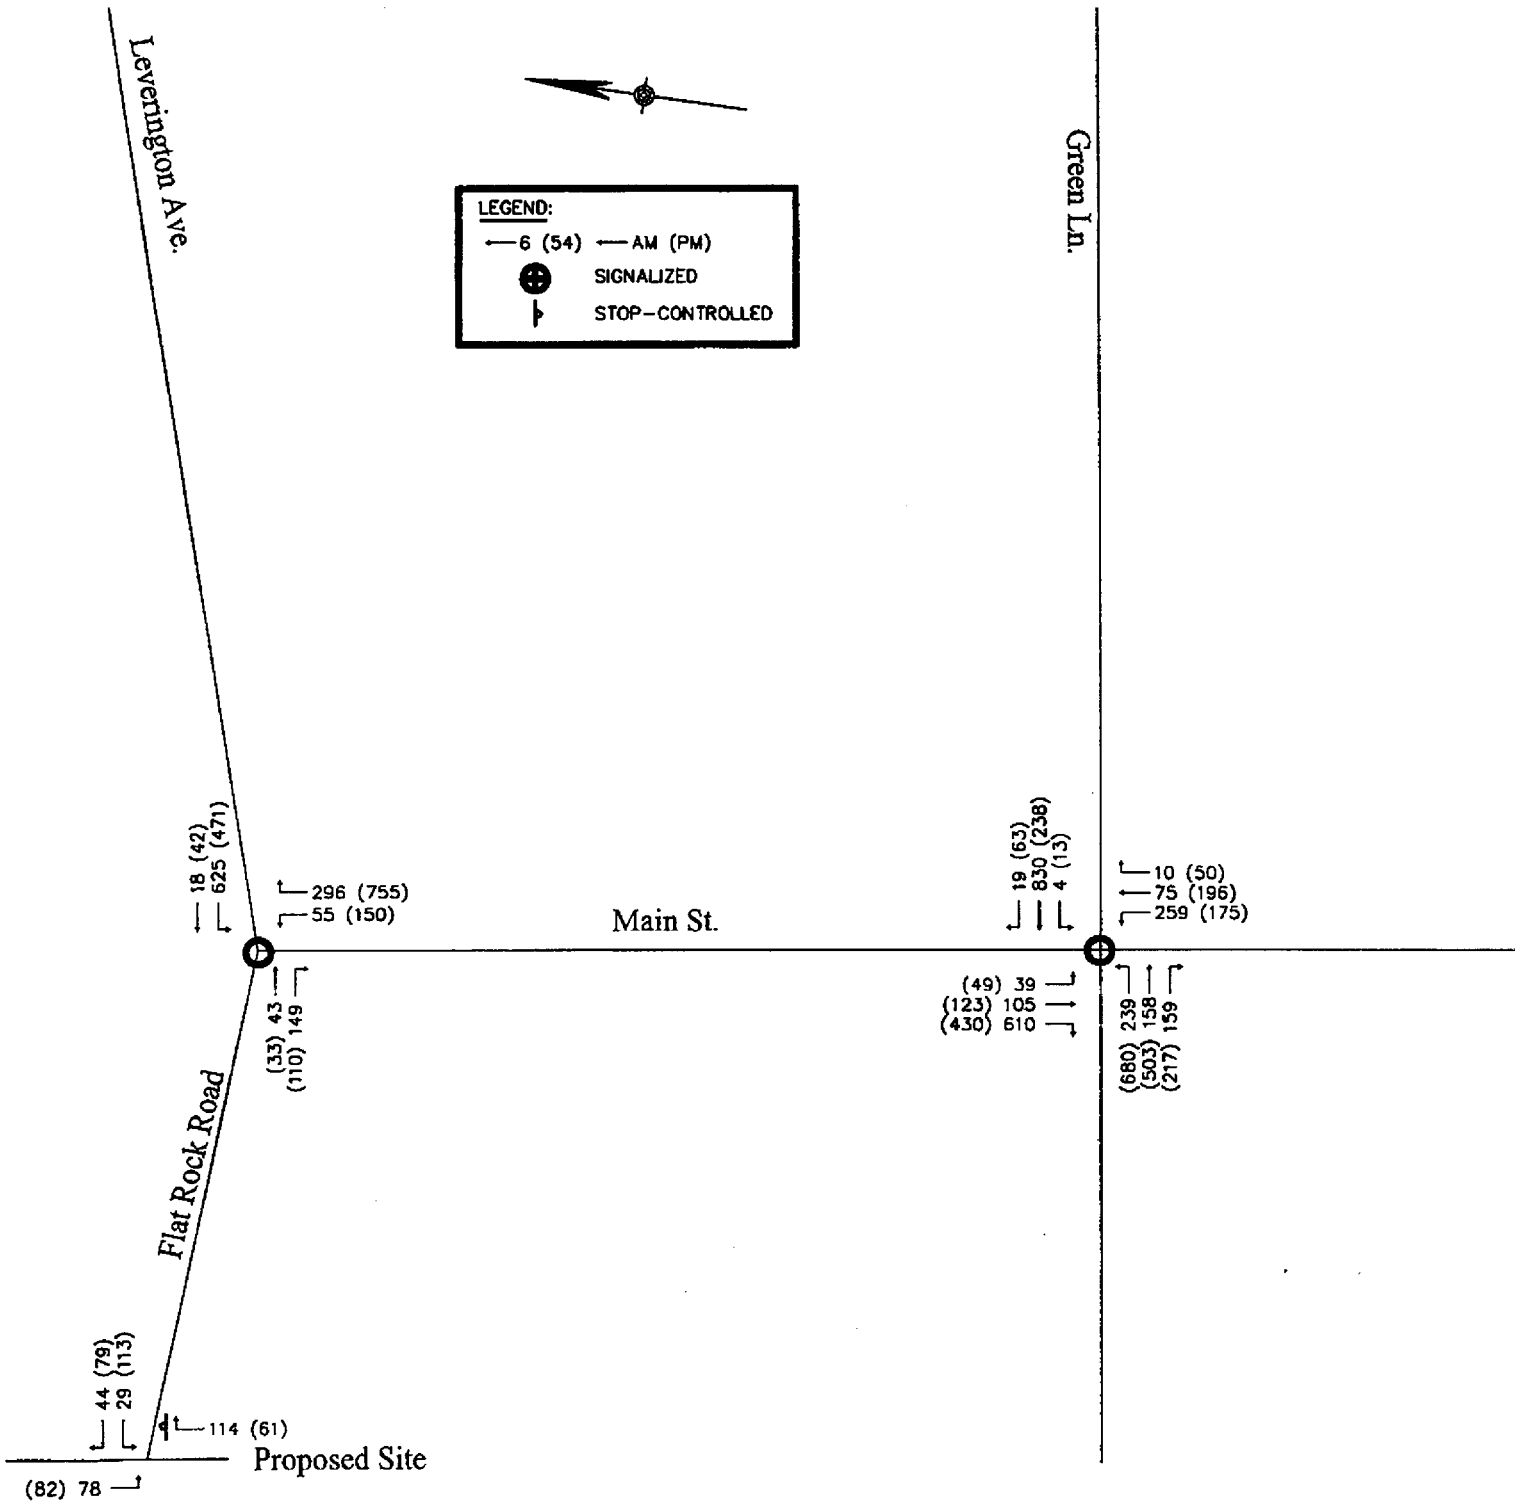 Leverington Ave.
Green Ln.
LEGEND:
6 (54) AM (PM)
SIGNALIZED
STOP-CONTROLLED
18 (42)
625 (471)
296 (755)
55 (150)
Main St.
19 (63)
830 (238)
4 (13)
10 (50)
75 (196)
259 (175)
(33) 43
(110) 149
(49) 39
(123) 105
(430) 610
(680) 239
(503) 158
(217) 159
Flat Rock Road
44 (79)
29 (113)
114 (61)
Proposed Site
(82) 78